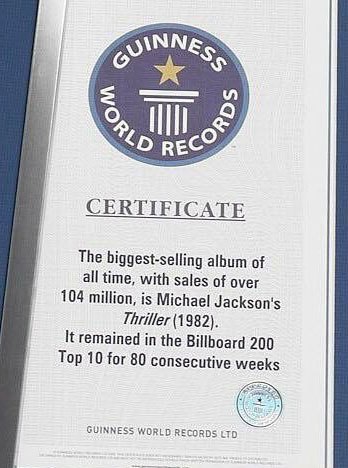 GUINNESS
WORLD RECORDS
CERTIFICATE
The biggest-selling album of
all time, with sales of over
104 million, is Michael Jackson's
Thriller (1982).
It remained in the Billboard 200
Top 10 for 80 consecutive weeks
GUINNESS WORLD RECORDS LTD